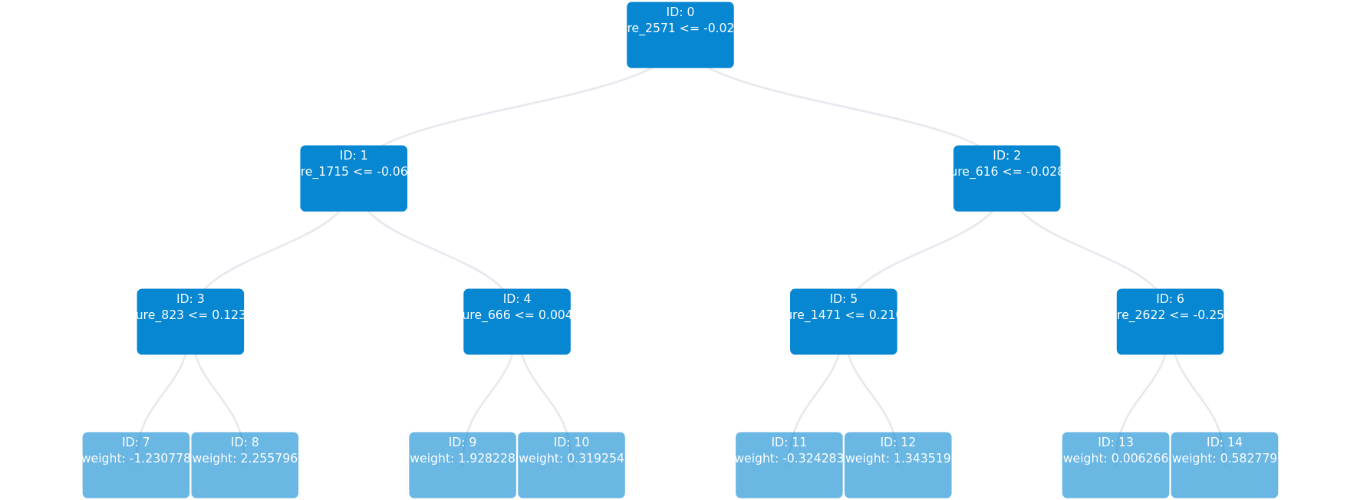 ID: 0
re_2571 <= -0.02
ID: 1
re_1715 <= -0.06
ID: 2
ure_616 <= -0.028
ID: 3
ure_823 <= 0.123
ID: 4
ure_666 <= 0.004
ID: 5
ure_1471 <= 0.210
ID: 6
re_2622 <= -0.25
ID: 7
weight: -1.230778
ID: 8
weight: 2.255796
ID: 9
weight: 1.928228
ID: 10
weight: 0.319254
ID: 11
weight: -0.324283
ID: 12
weight: 1.343519
ID: 13
weight: 0.006266
ID: 14
weight: 0.582779